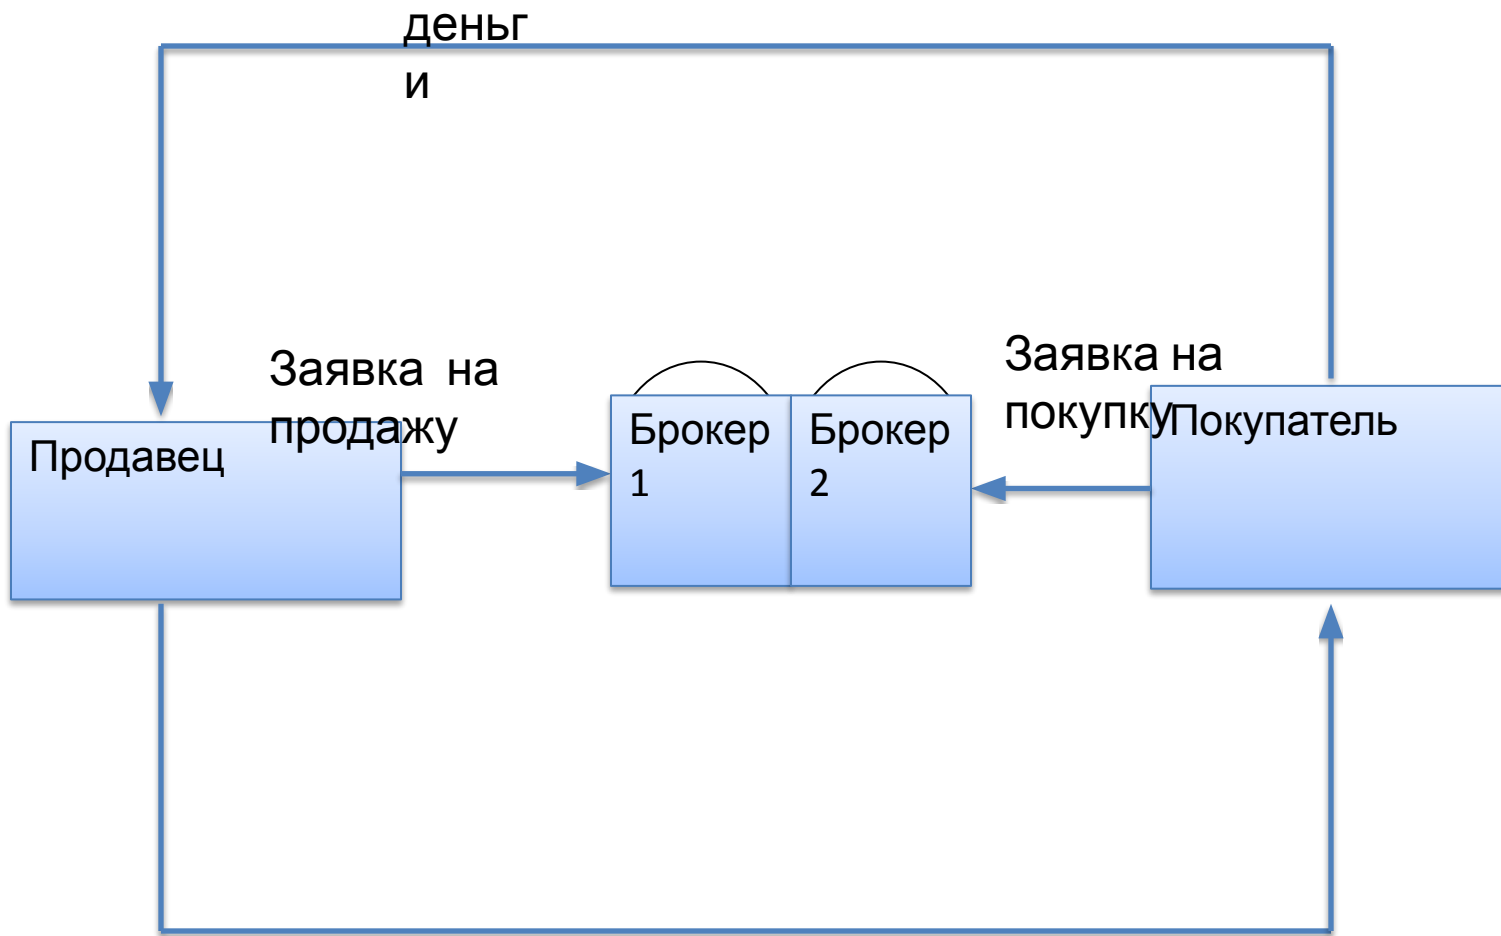 деньг
и
Заявка на
продажу
Заявка на
покупку
Продавец
Брокер
1
Брокер
2
Покупатель